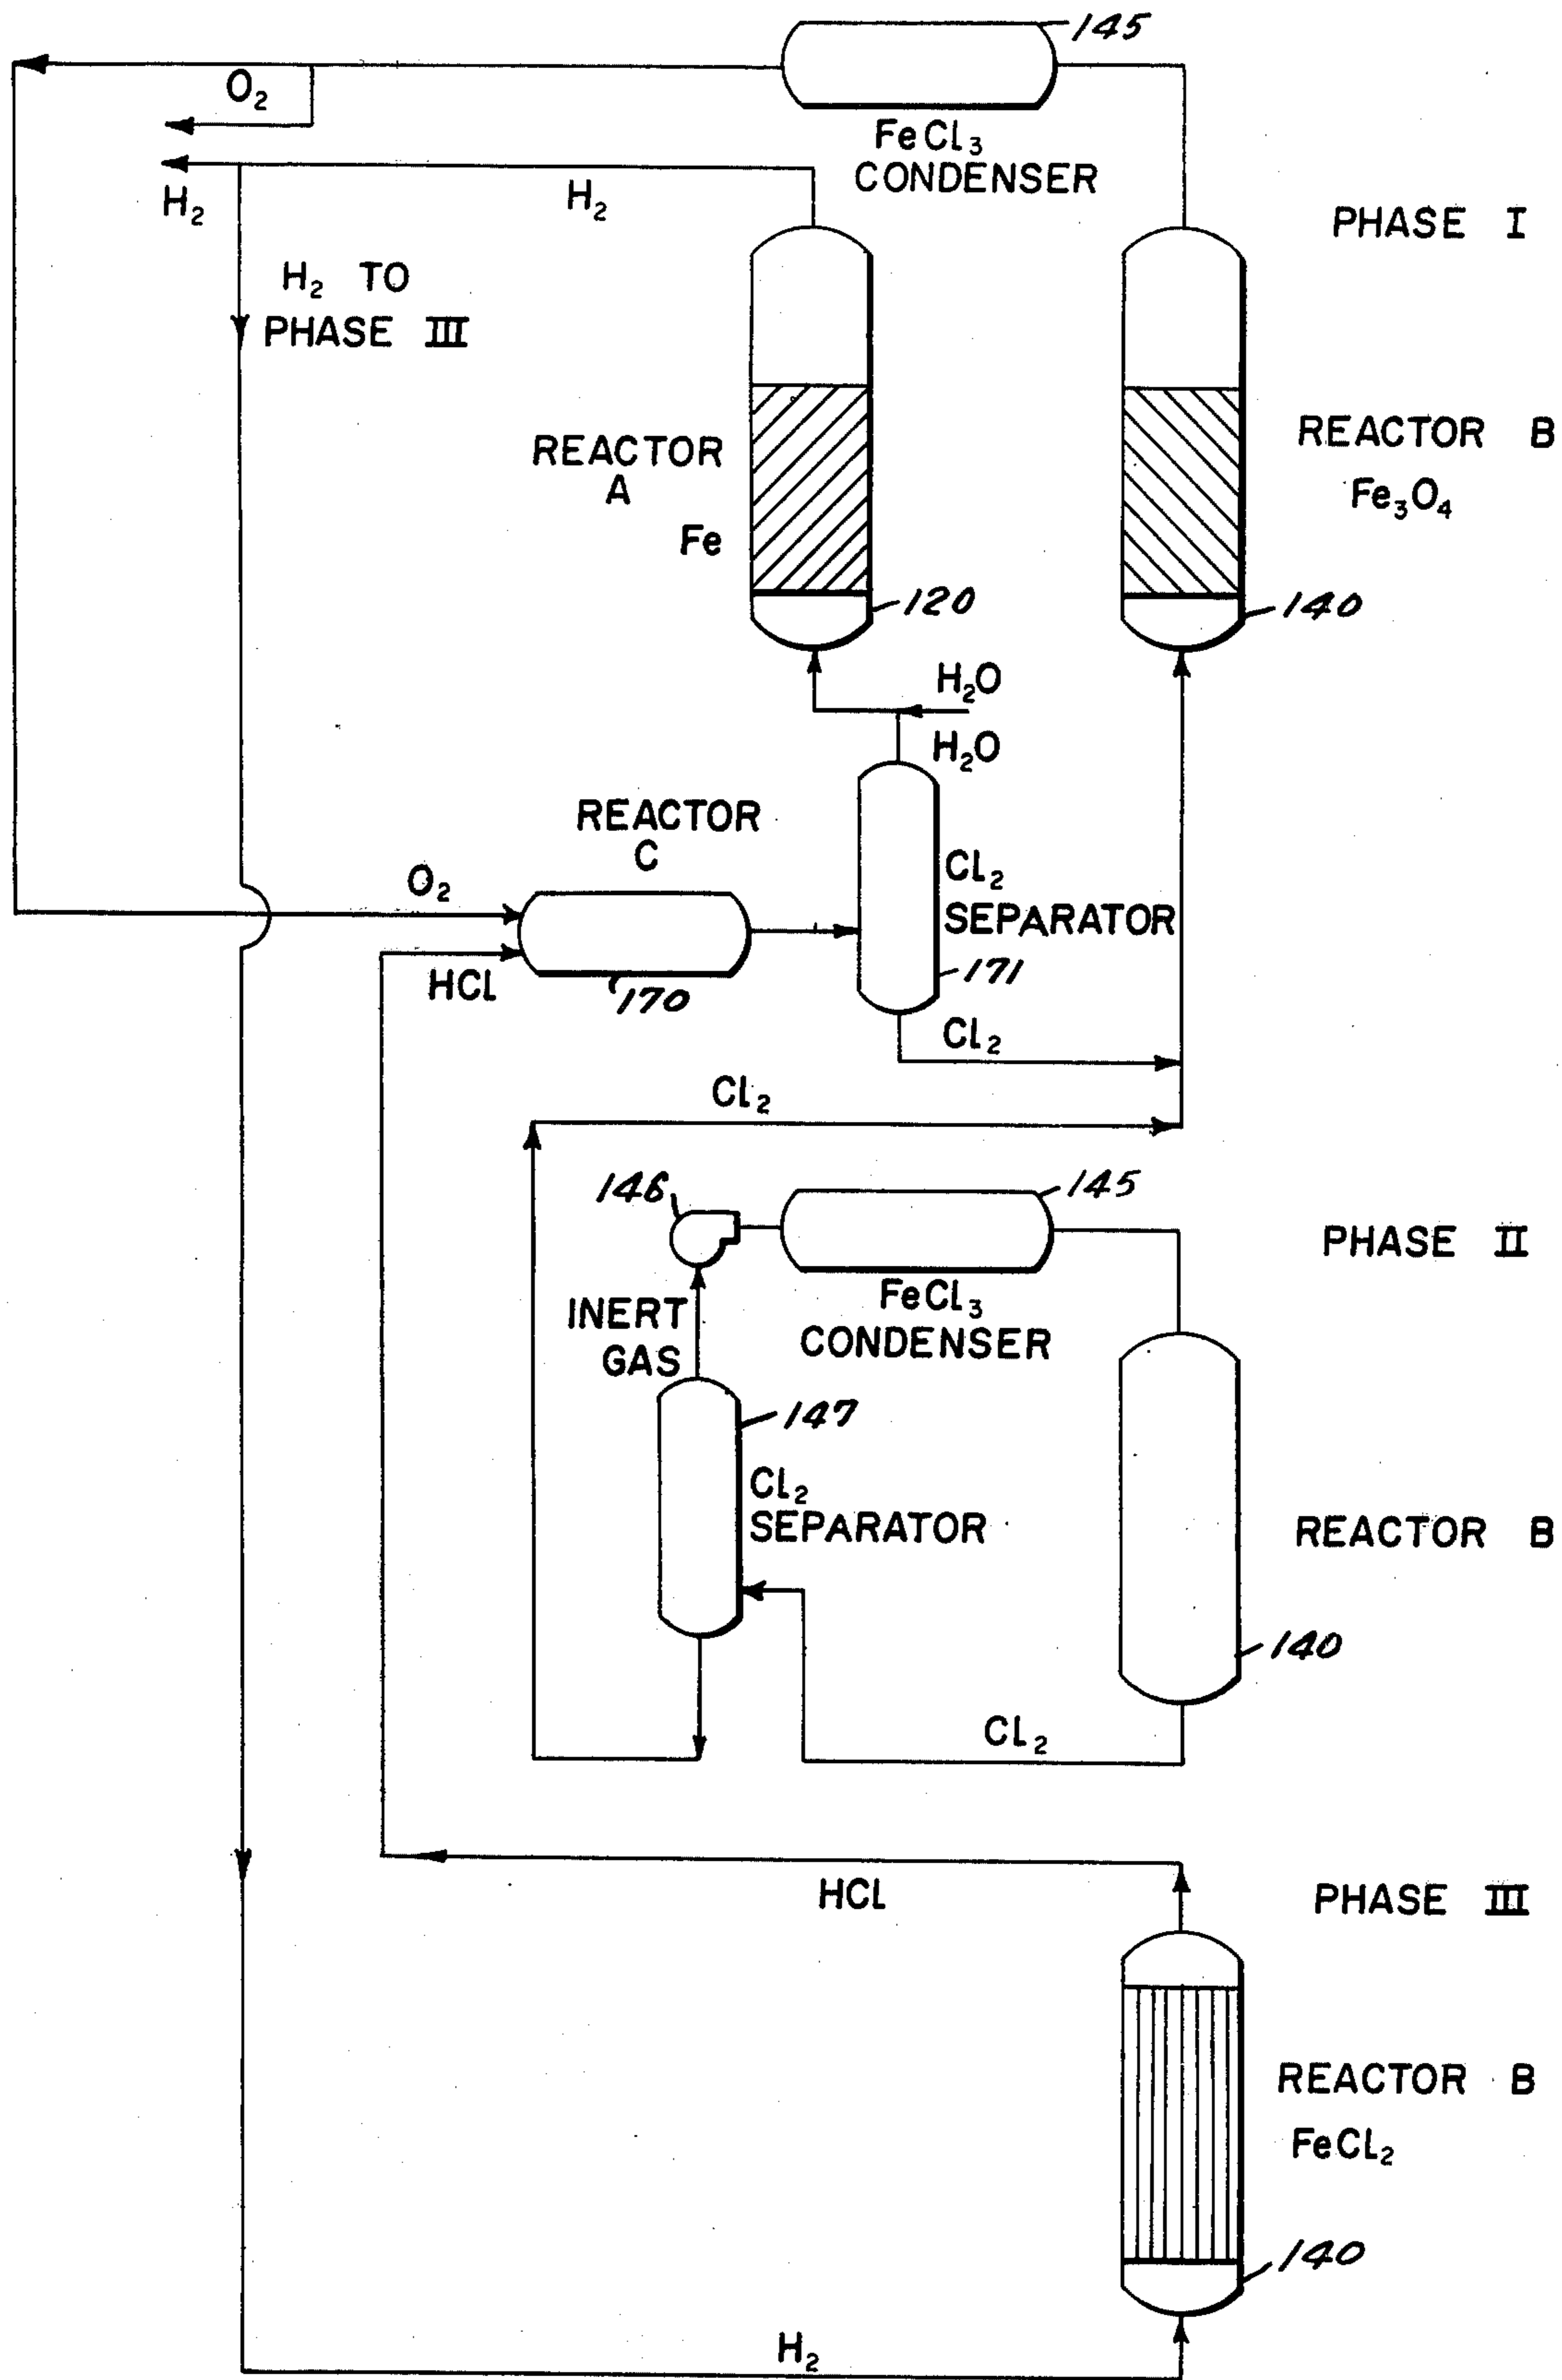 145
O₂
FeCl₃
CONDENSER
H₂
H₂
PHASE I
H₂ TO
PHASE III
REACTOR
A
Fe
REACTOR B
Fe₃O₄
120
140
H₂O
H₂O
REACTOR
C
O₂
Cl₂
SEPARATOR
HCl
170
171
Cl₂
Cl₂
146
145
PHASE II
FeCl₃
CONDENSER
INERT
GAS
147
Cl₂
SEPARATOR
REACTOR B
140
Cl₂
HCl
PHASE III
REACTOR B
FeCl₂
140
H₂